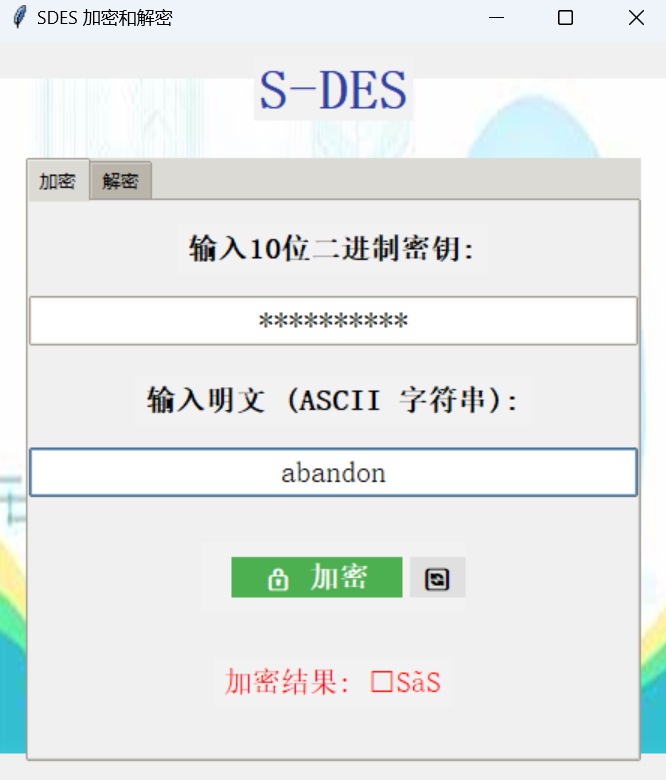 SDES 加密和解密
S-DES
加密 解密
输入10位二进制密钥:
**********
输入明文 (ASCII 字符串):
abandon
加密
加密结果: □SãS